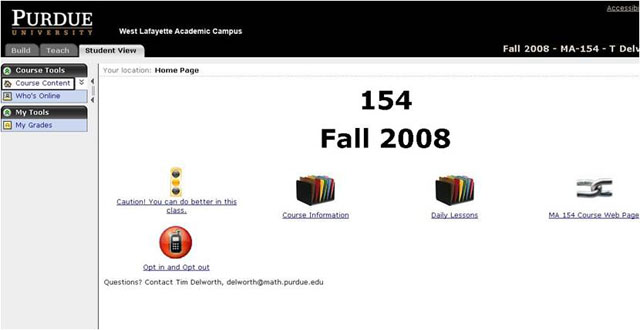 Accessibi
PURDUE
UNIVERSITY
West Lafayette Academic Campus
Build Teach Student View
Fall 2008 - MA-154 - T Delv
Course Tools
Course Content
Who's Online
My Tools
My Grades
Your location: Home Page
154
Fall 2008
Caution! You can do better in this
class.
Course Information
Daily Lessons
MA 154 Course Web Page
Opt in and Opt out
Questions? Contact Tim Delworth, delworth@math.purdue.edu